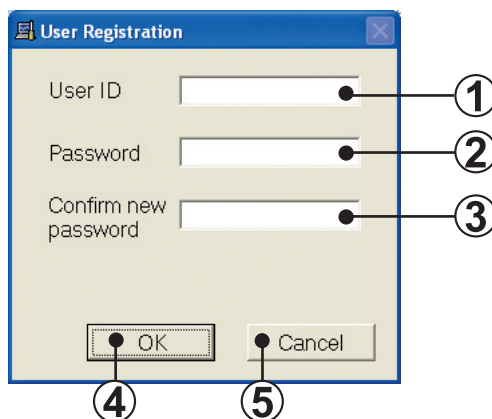 User Registration
User ID
1
Password
2
Confirm new
password
3
OK
Cancel
4
5